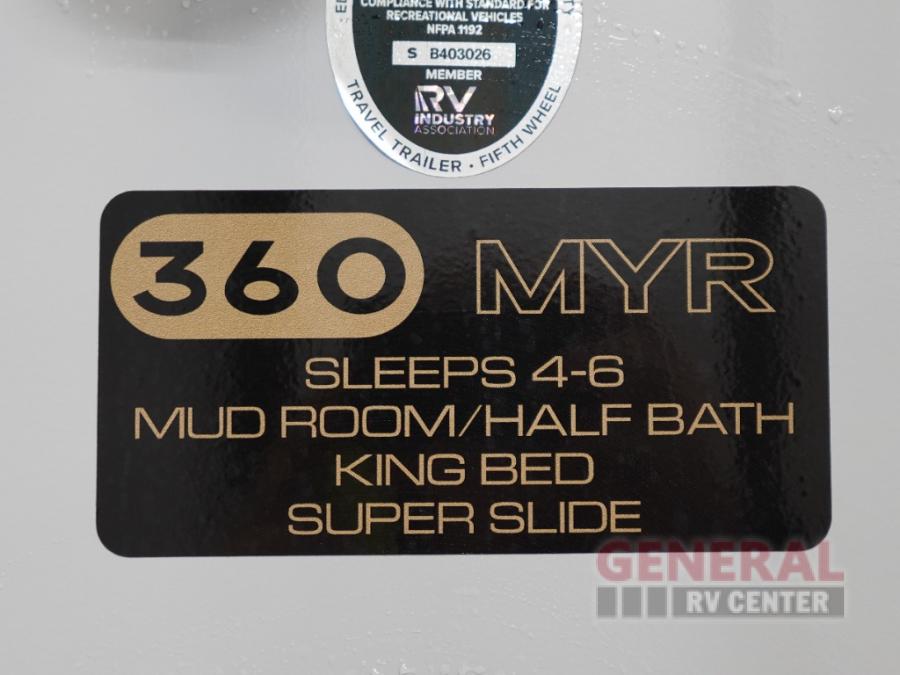 COMPLIANCE WITH STANDARD FOR
RECREATIONAL VEHICLES
NFPA 1192
S B403026
MEMBER
RV
INDUSTRY
ASSOCIATION
TRAVEL TRAILER • FIFTH WHEEL
360 MYR
SLEEPS 4-6
MUD ROOM/HALF BATH
KING BED
SUPER SLIDE
GENERAL
RV CENTER